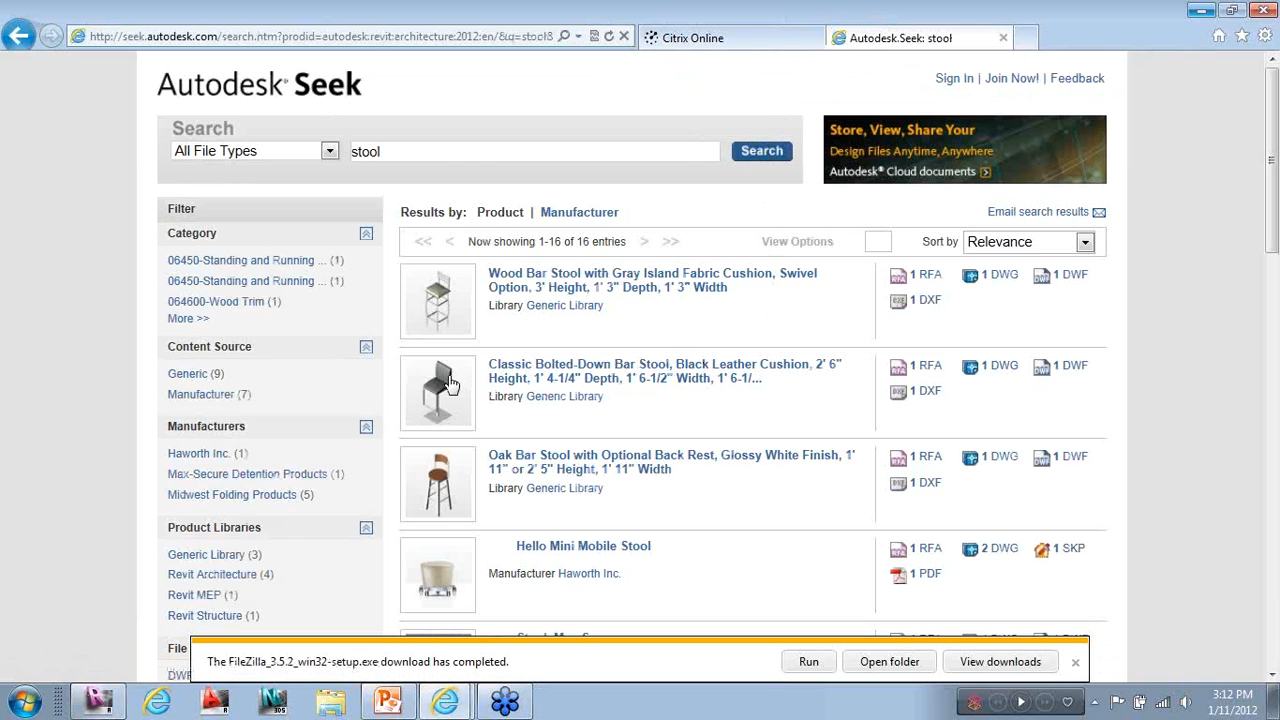 http://seek.autodesk.com/search.htm?prodid=autodesk:revit:architecture:2012:en/&q=stool&
Citrix Online
Autodesk.Seek: stool
Autodesk® Seek
Sign In | Join Now! | Feedback
Search
All File Types
stool
Search
Store, View, Share Your
Design Files Anytime, Anywhere
Autodesk® Cloud documents
Filter
Category
06450-Standing and Running ... (1)
06450-Standing and Running ... (1)
064600-Wood Trim (1)
More >>
Content Source
Generic (9)
Manufacturer (7)
Manufacturers
Haworth Inc. (1)
Max-Secure Detention Products (1)
Midwest Folding Products (5)
Product Libraries
Generic Library (3)
Revit Architecture (4)
Revit MEP (1)
Revit Structure (1)
File
Results by: Product | Manufacturer
Email search results
<< < Now showing 1-16 of 16 entries > >>
View Options
Sort by Relevance
Wood Bar Stool with Gray Island Fabric Cushion, Swivel
Option, 3' Height, 1' 3" Depth, 1' 3" Width
Library Generic Library
1 RFA 1 DWG 1 DWF
1 DXF
Classic Bolted-Down Bar Stool, Black Leather Cushion, 2' 6"
Height, 1' 4-1/4" Depth, 1' 6-1/2" Width, 1' 6-1/...
Library Generic Library
1 RFA 1 DWG 1 DWF
1 DXF
Oak Bar Stool with Optional Back Rest, Glossy White Finish, 1'
11" or 2' 5" Height, 1' 11" Width
Library Generic Library
1 RFA 1 DWG 1 DWF
1 DXF
Hello Mini Mobile Stool
Manufacturer Haworth Inc.
1 RFA 2 DWG 1 SKP
1 PDF
The FileZilla_3.5.2_win32-setup.exe download has completed.
Run
Open folder
View downloads
3:12 PM
1/11/2012